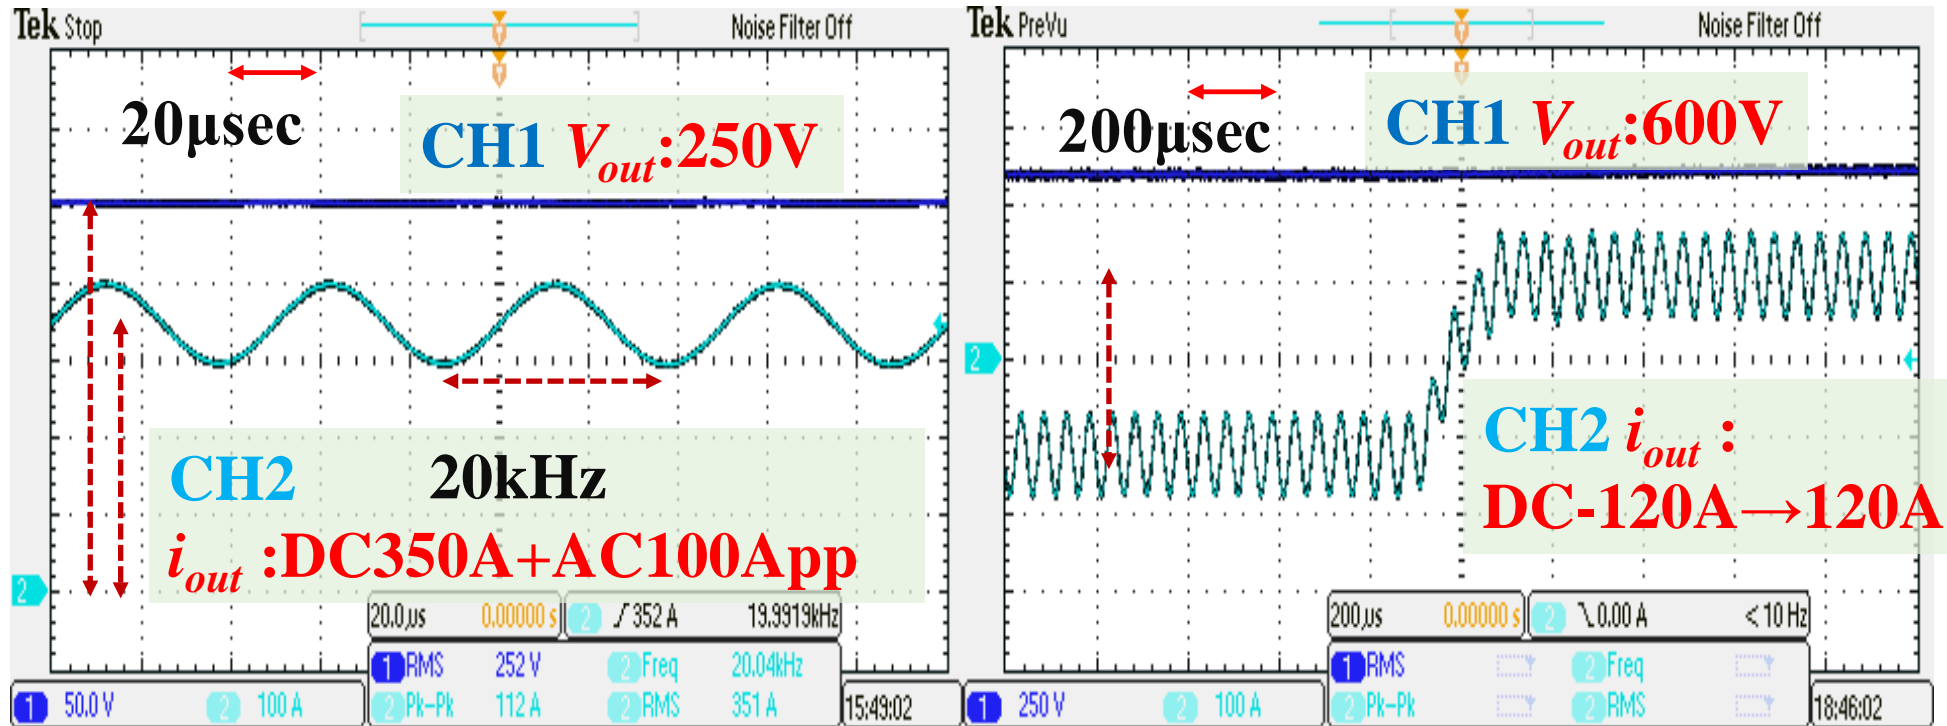 Tek Stop
Noise Filter Off
20μsec
CH1 Vout:250V
CH2 20kHz
iout :DC350A+AC100App
2
20.0µs 0.00000 s 2 352 A 19.9919kHz
1 RMS 252 V 2 Freq 20.04kHz
2 Pk-Pk 112 A 2 RMS 351 A
1 50.0 V 2 100 A
15:49:02
Tek PreVu
Noise Filter Off
200μsec
CH1 Vout:600V
2
CH2 iout :
DC-120A→120A
200µs 0.00000 s 2 0.00 A < 10 Hz
1 RMS 2 Freq
2 Pk-Pk 2 RMS
1 250 V 2 100 A
18:46:02